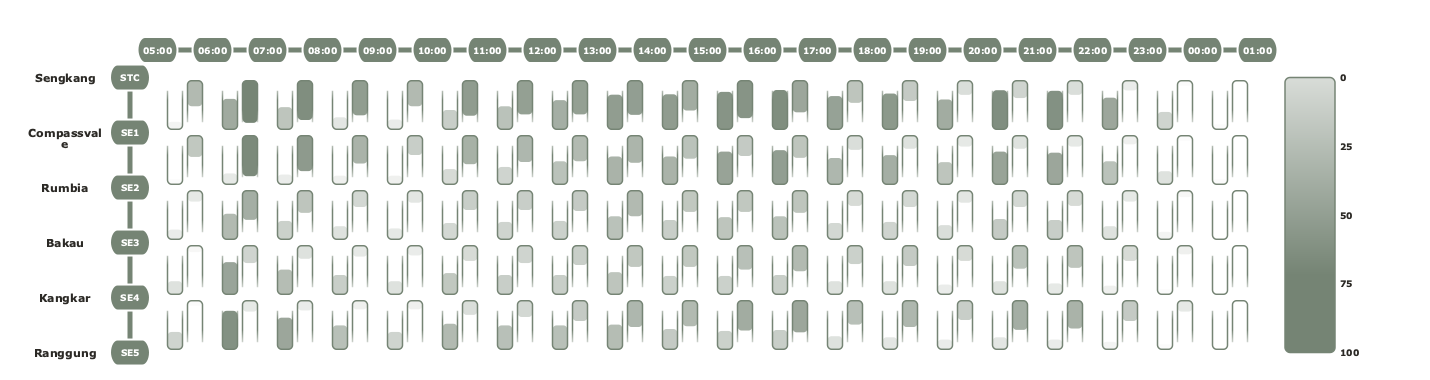 05:00 06:00 07:00 08:00 09:00 10:00 11:00 12:00 13:00 14:00 15:00 16:00 17:00 18:00 19:00 20:00 21:00 22:00 23:00 00:00 01:00
Sengkang STC 0
Compassval
e
SE1
25
Rumbia SE2
50
Bakau SE3
75
Kangkar SE4
Ranggung SE5 100